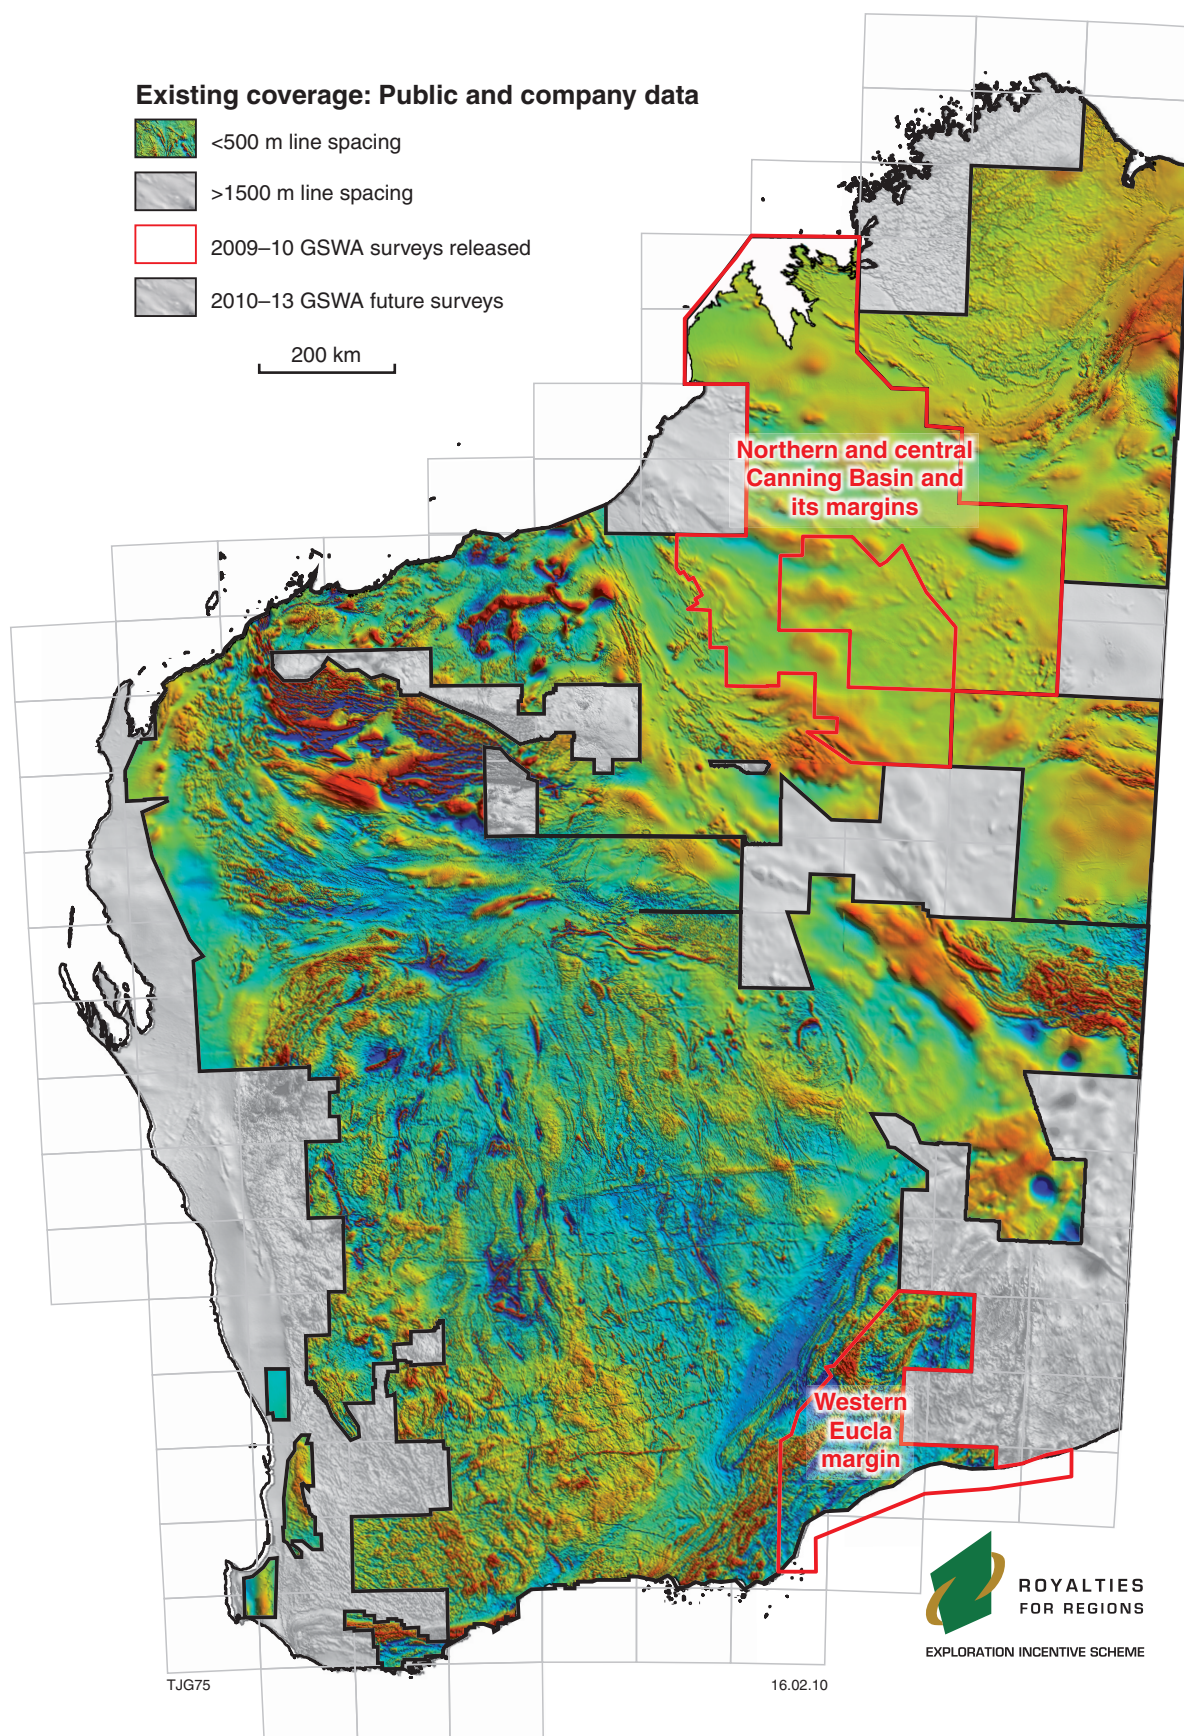 Existing coverage: Public and company data
<500 m line spacing
>1500 m line spacing
2009–10 GSWA surveys released
2010–13 GSWA future surveys
200 km
Northern and central
Canning Basin and
its margins
Western
Eucla
margin
ROYALTIES
FOR REGIONS
EXPLORATION INCENTIVE SCHEME
TJG75
16.02.10